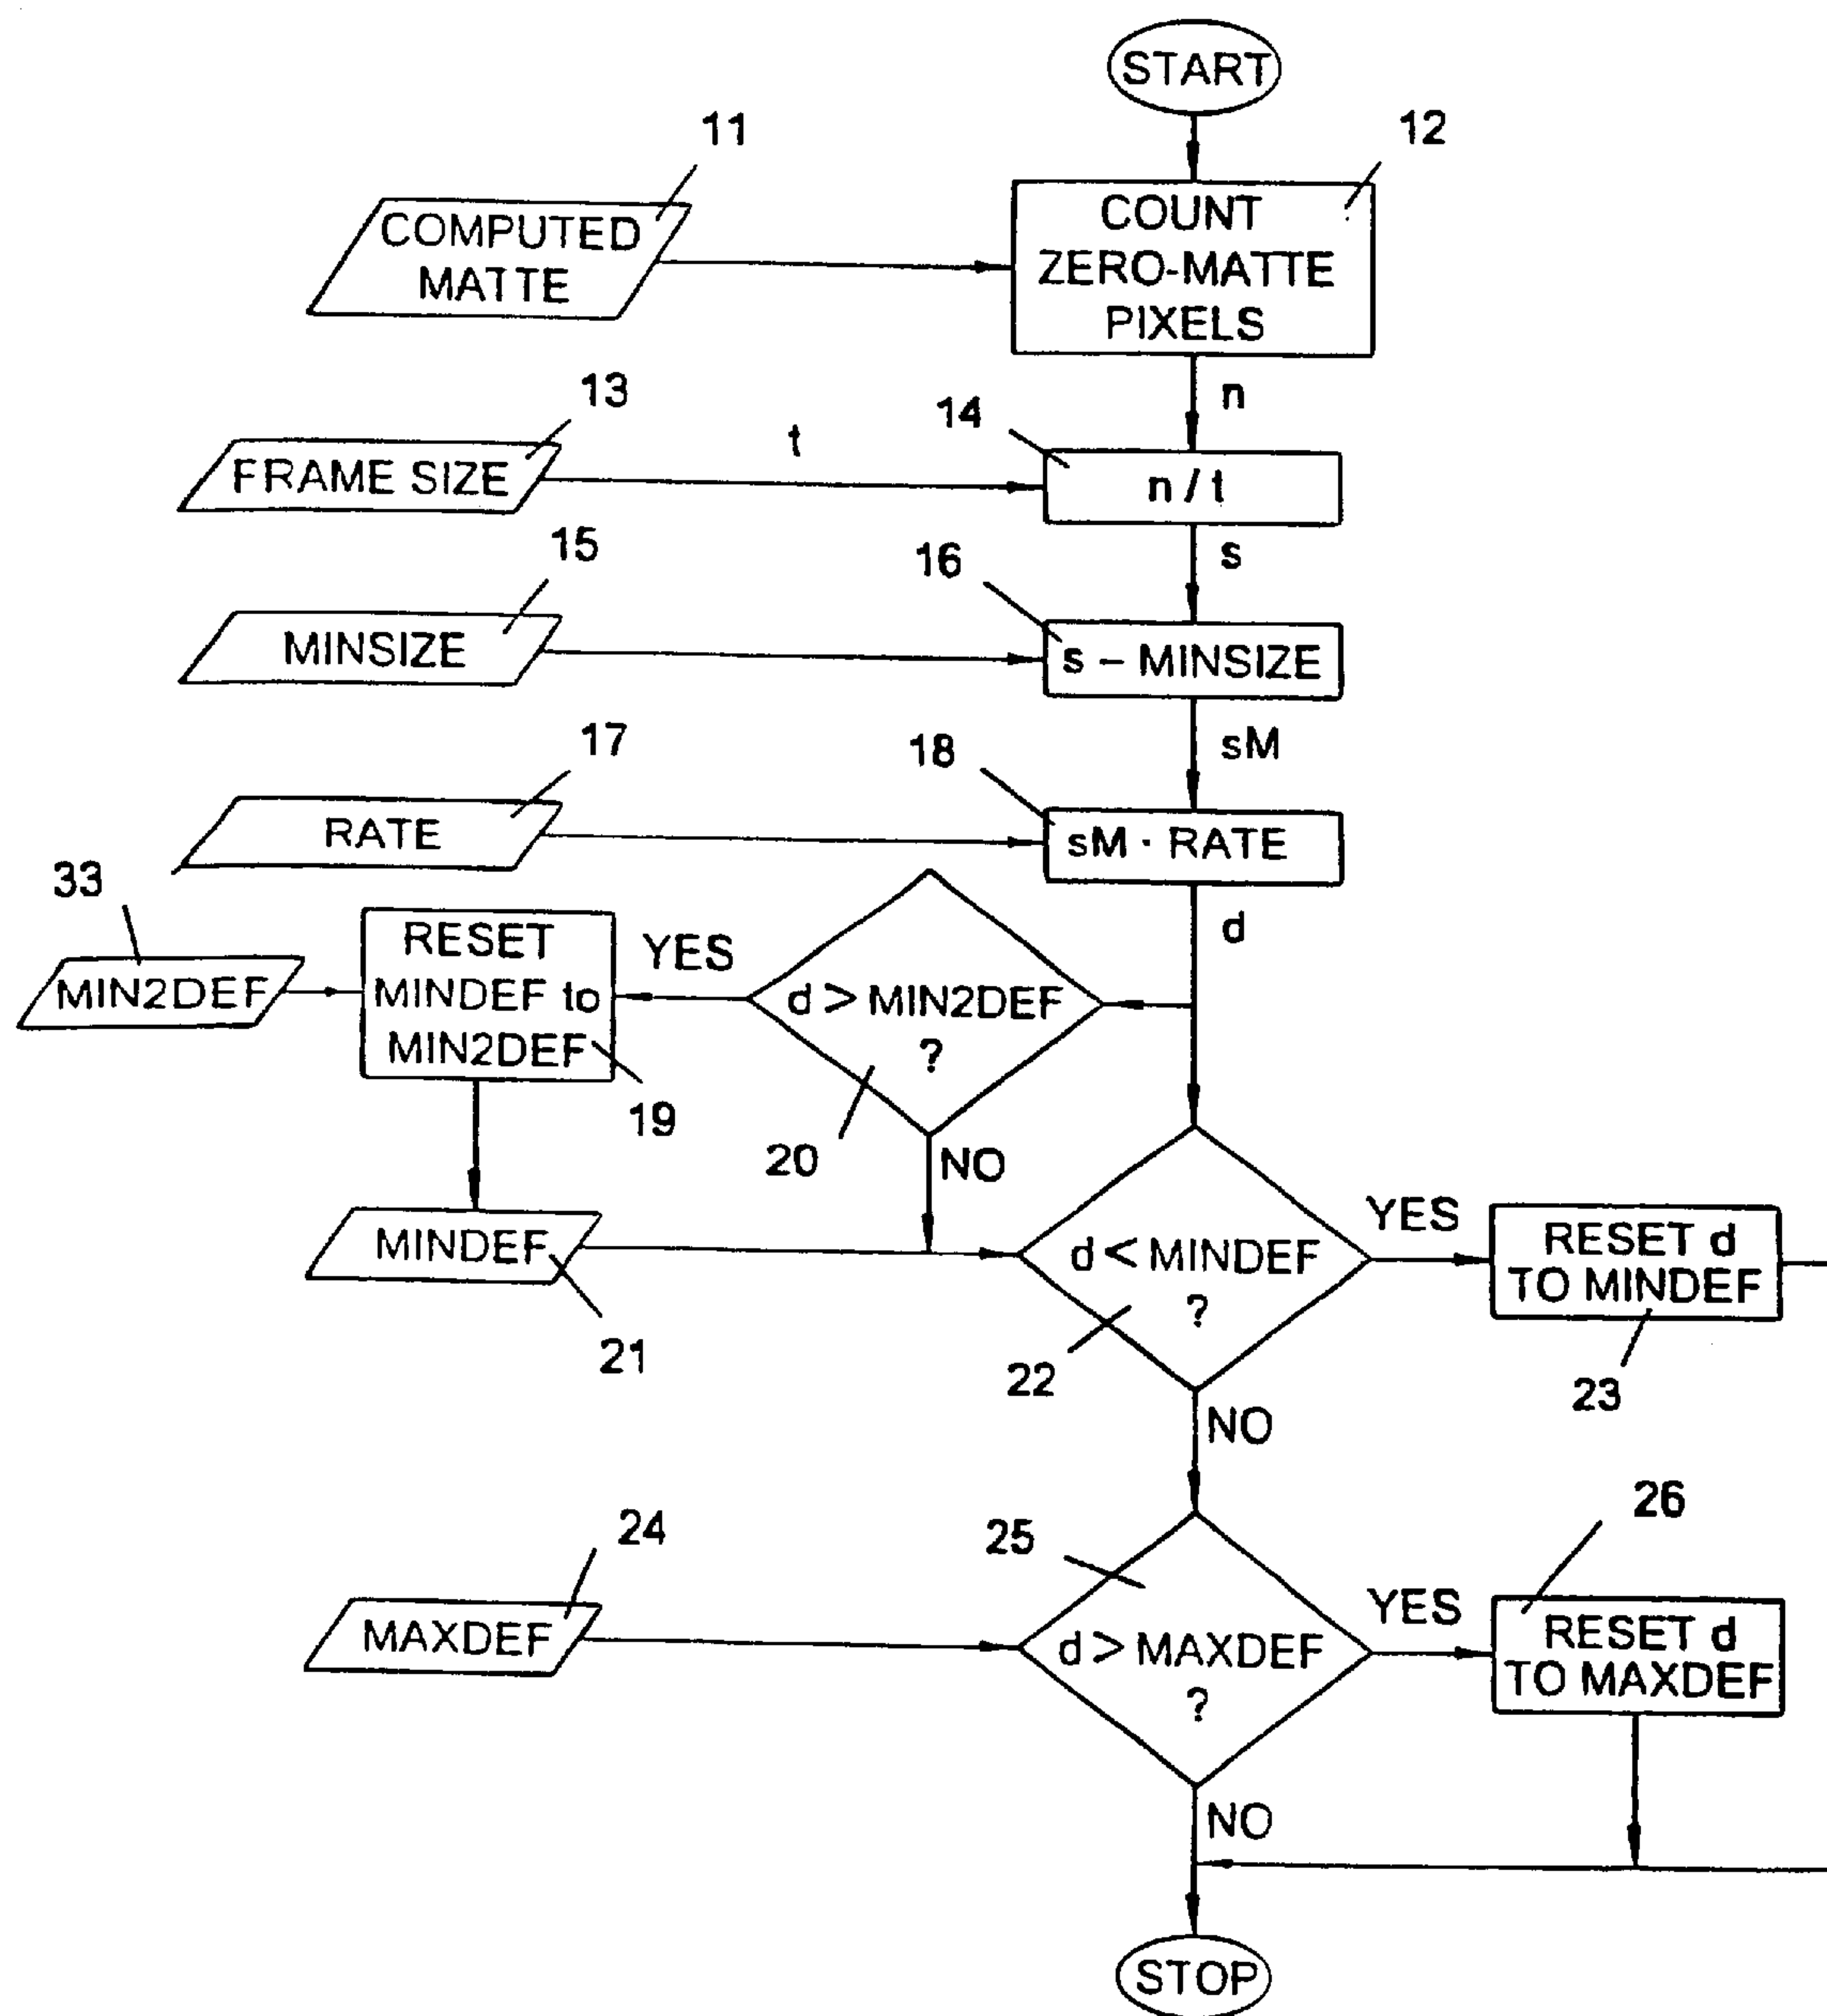 START
11
12
COMPUTED
MATTE
COUNT
ZERO-MATTE
PIXELS
n
13
14
t
FRAME SIZE
n / t
15
16
s
MINSIZE
s – MINSIZE
17
18
sM
RATE
sM · RATE
33
d
RESET
MINDEF to
MIN2DEF
YES
MIN2DEF
d > MIN2DEF
?
19
20
NO
MINDEF
d < MINDEF
?
YES
RESET d
TO MINDEF
21
22
23
NO
24
25
26
MAXDEF
d > MAXDEF
?
YES
RESET d
TO MAXDEF
NO
STOP